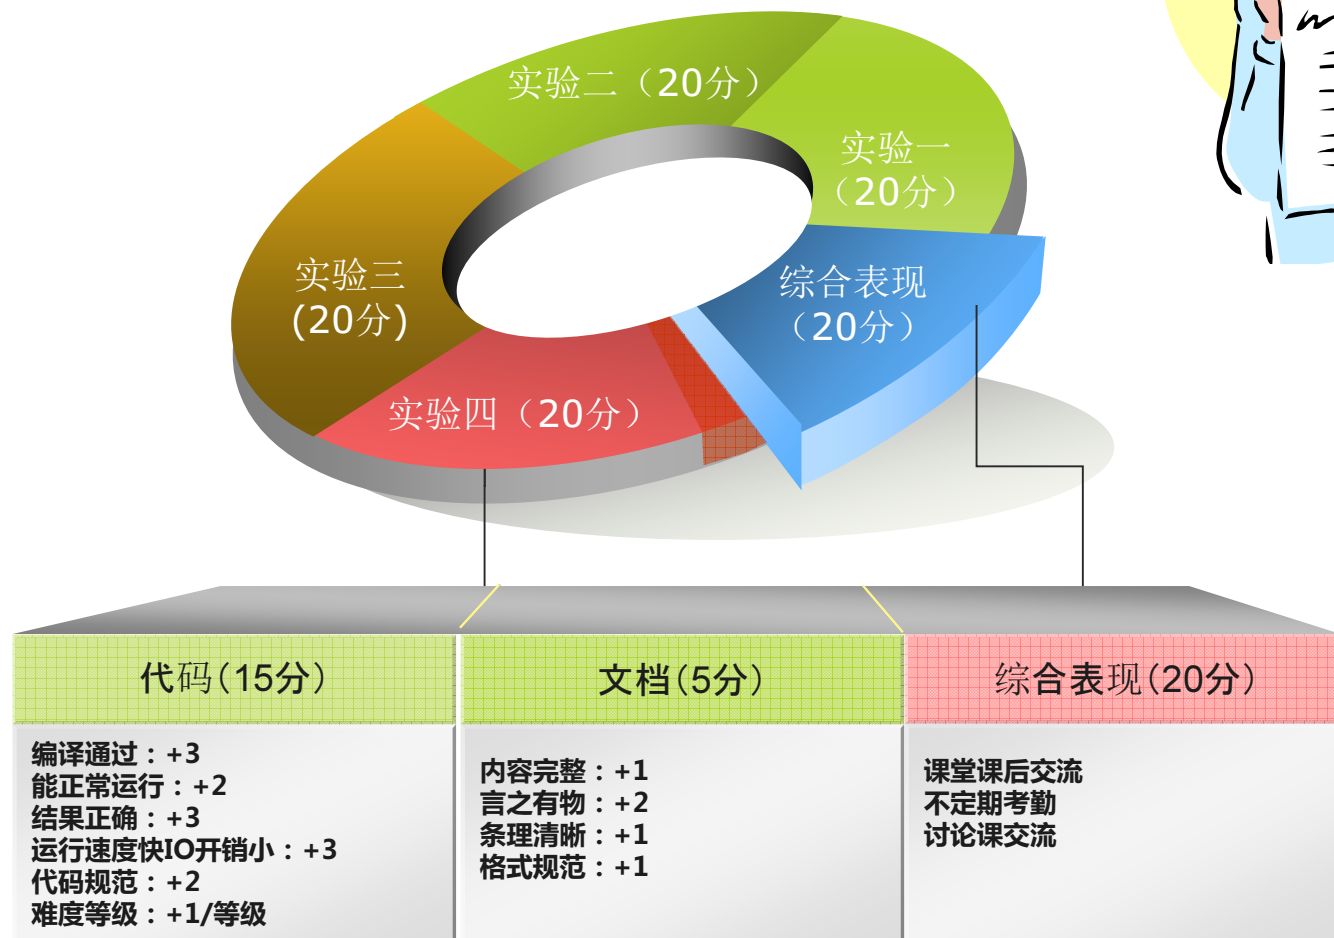 实验二（20分）
实验一
（20分）
实验三
(20分)
综合表现
（20分）
实验四（20分）
代码(15分)
编译通过：+3
能正常运行：+2
结果正确：+3
运行速度快IO开销小：+3
代码规范：+2
难度等级：+1/等级
文档(5分)
内容完整：+1
言之有物：+2
条理清晰：+1
格式规范：+1
综合表现(20分)
课堂课后交流
不定期考勤
讨论课交流